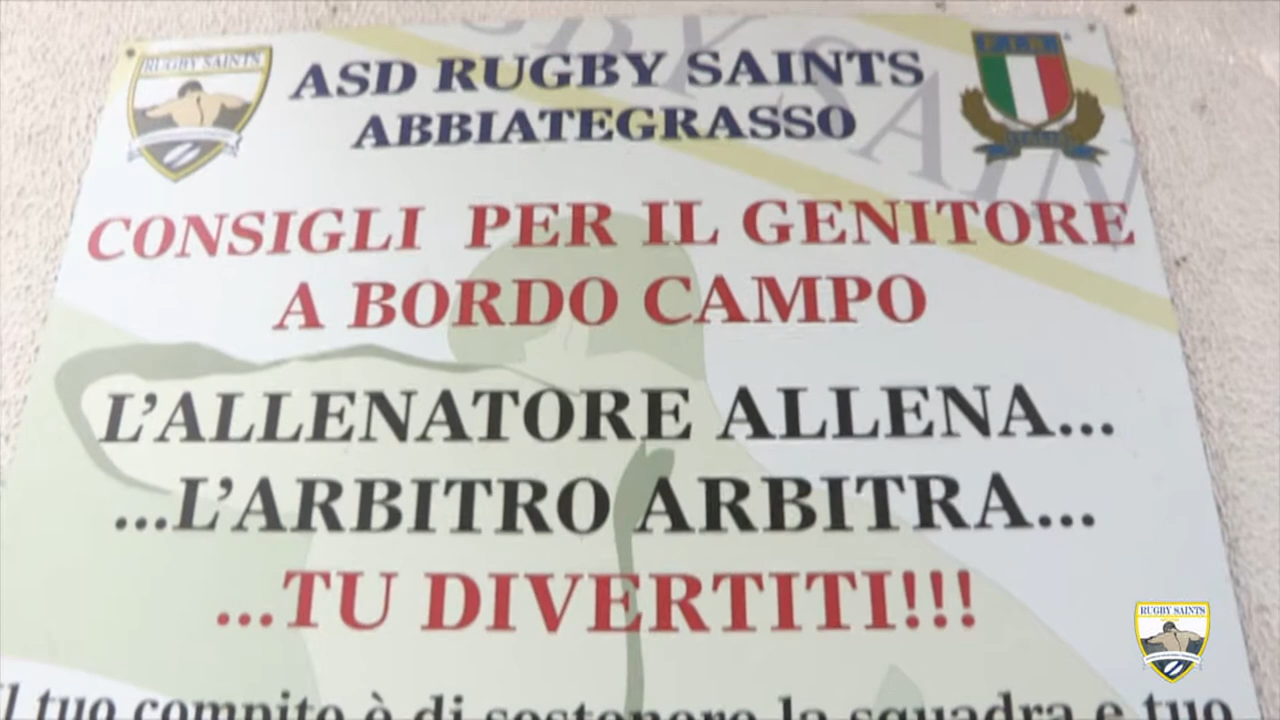 RUGBY SAINTS
ASD RUGBY SAINTS
ABBIATEGRASSO
F.I.R.
CONSIGLI PER IL GENITORE
A BORDO CAMPO
L'ALLENATORE ALLENA...
...L'ARBITRO ARBITRA...
...TU DIVERTITI!!!
il tuo compito è di sostenere la squadra e tuo
RUGBY SAINTS